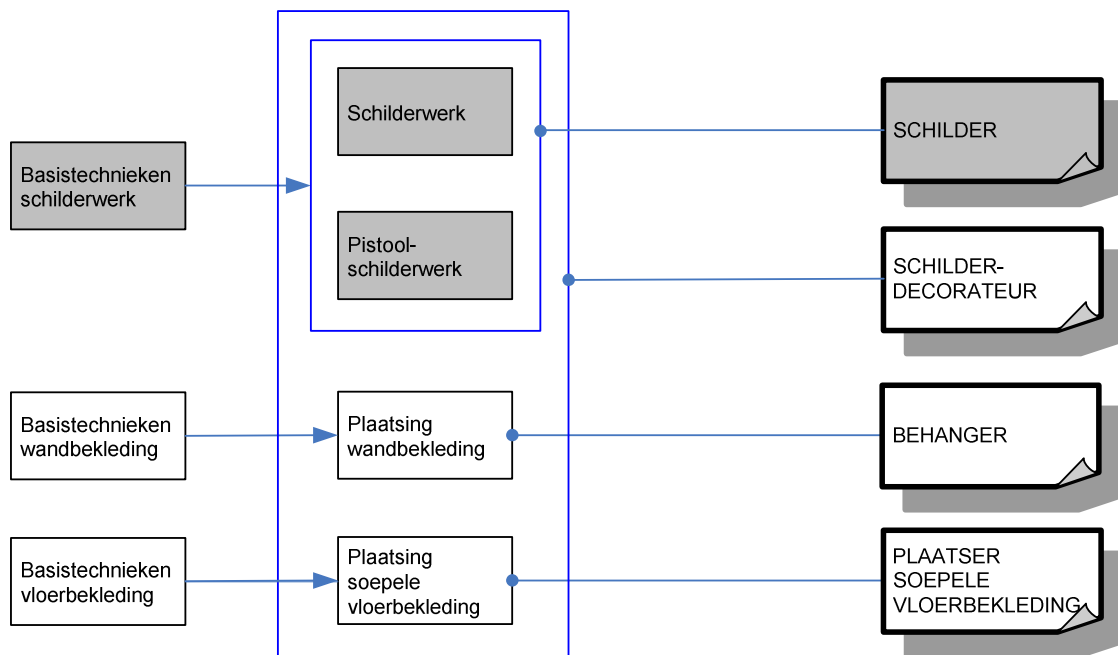 Basistechnieken
schilderwerk
Schilderwerk
Pistool-
schilderwerk
SCHILDER
SCHILDER-
DECORATEUR
Basistechnieken
wandbekleding
Plaatsing
wandbekleding
BEHANGER
Basistechnieken
vloerbekleding
Plaatsing
soepele
vloerbekleding
PLAATSER
SOEPELE
VLOERBEKLEDING